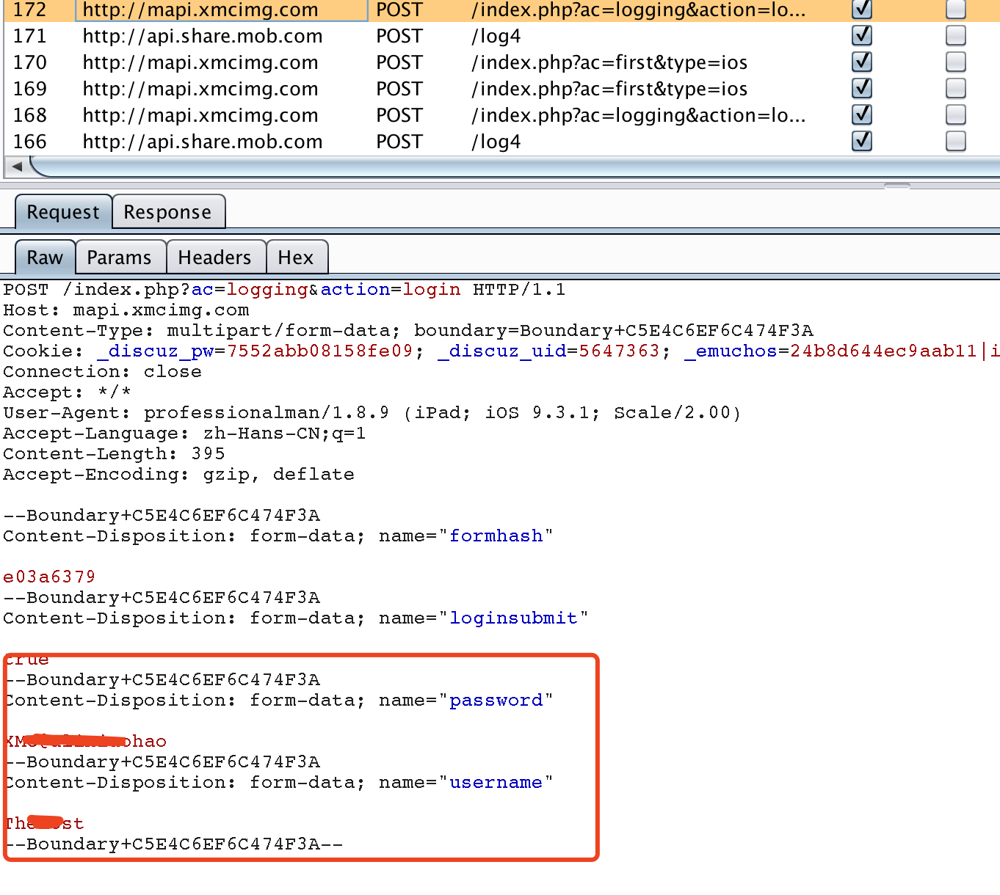 172 http://mapi.xmcimg.com POST /index.php?ac=logging&action=lo...
171 http://api.share.mob.com POST /log4
170 http://mapi.xmcimg.com POST /index.php?ac=first&type=ios
169 http://mapi.xmcimg.com POST /index.php?ac=first&type=ios
168 http://mapi.xmcimg.com POST /index.php?ac=logging&action=lo...
166 http://api.share.mob.com POST /log4
Request Response
Raw Params Headers Hex
POST /index.php?ac=logging&action=login HTTP/1.1
Host: mapi.xmcimg.com
Content-Type: multipart/form-data; boundary=Boundary+C5E4C6EF6C474F3A
Cookie: _discuz_pw=7552abb08158fe09; _discuz_uid=5647363; _emuchos=24b8d644ec9aab11|i
Connection: close
Accept: */*
User-Agent: professionalman/1.8.9 (iPad; iOS 9.3.1; Scale/2.00)
Accept-Language: zh-Hans-CN;q=1
Content-Length: 395
Accept-Encoding: gzip, deflate
--Boundary+C5E4C6EF6C474F3A
Content-Disposition: form-data; name="formhash"
e03a6379
--Boundary+C5E4C6EF6C474F3A
Content-Disposition: form-data; name="loginsubmit"
true
--Boundary+C5E4C6EF6C474F3A
Content-Disposition: form-data; name="password"
--Boundary+C5E4C6EF6C474F3A
Content-Disposition: form-data; name="username"
--Boundary+C5E4C6EF6C474F3A--